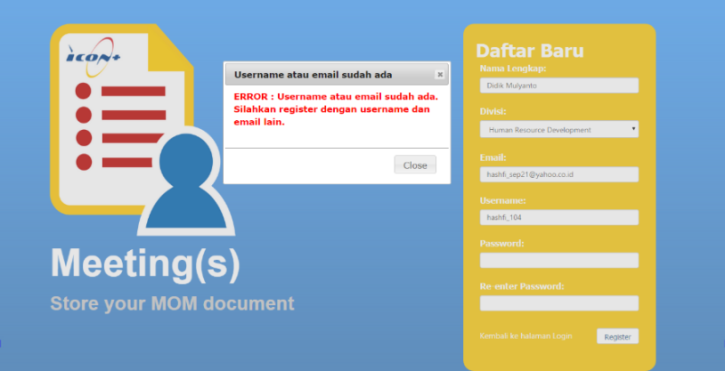 icon+
Meeting(s)
Store your MOM document
Username atau email sudah ada
ERROR : Username atau email sudah ada.
Silahkan register dengan username dan
email lain.
Close
Daftar Baru
Nama Lengkap:
Didik Mulyanto
Divisi:
Human Resource Development
Email:
hashfi_sep21@yahoo.co.id
Username:
hashfi_104
Password:
Re-enter Password:
Kembali ke halaman Login
Register